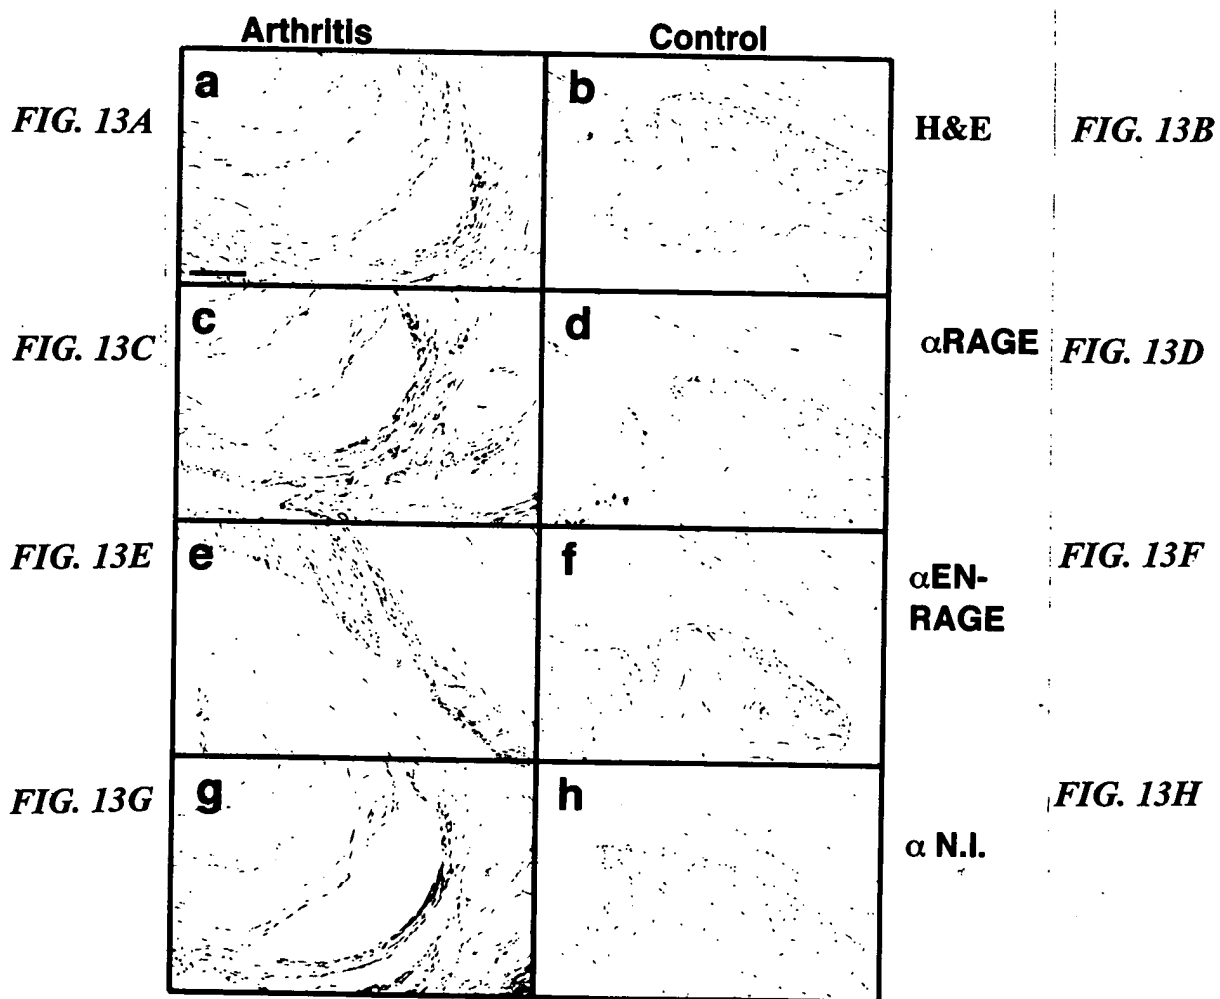 Arthritis
Control
FIG. 13A
a
b
H&E
FIG. 13B
FIG. 13C
c
d
αRAGE
FIG. 13D
FIG. 13E
e
f
αEN-
RAGE
FIG. 13F
FIG. 13G
g
h
α N.I.
FIG. 13H